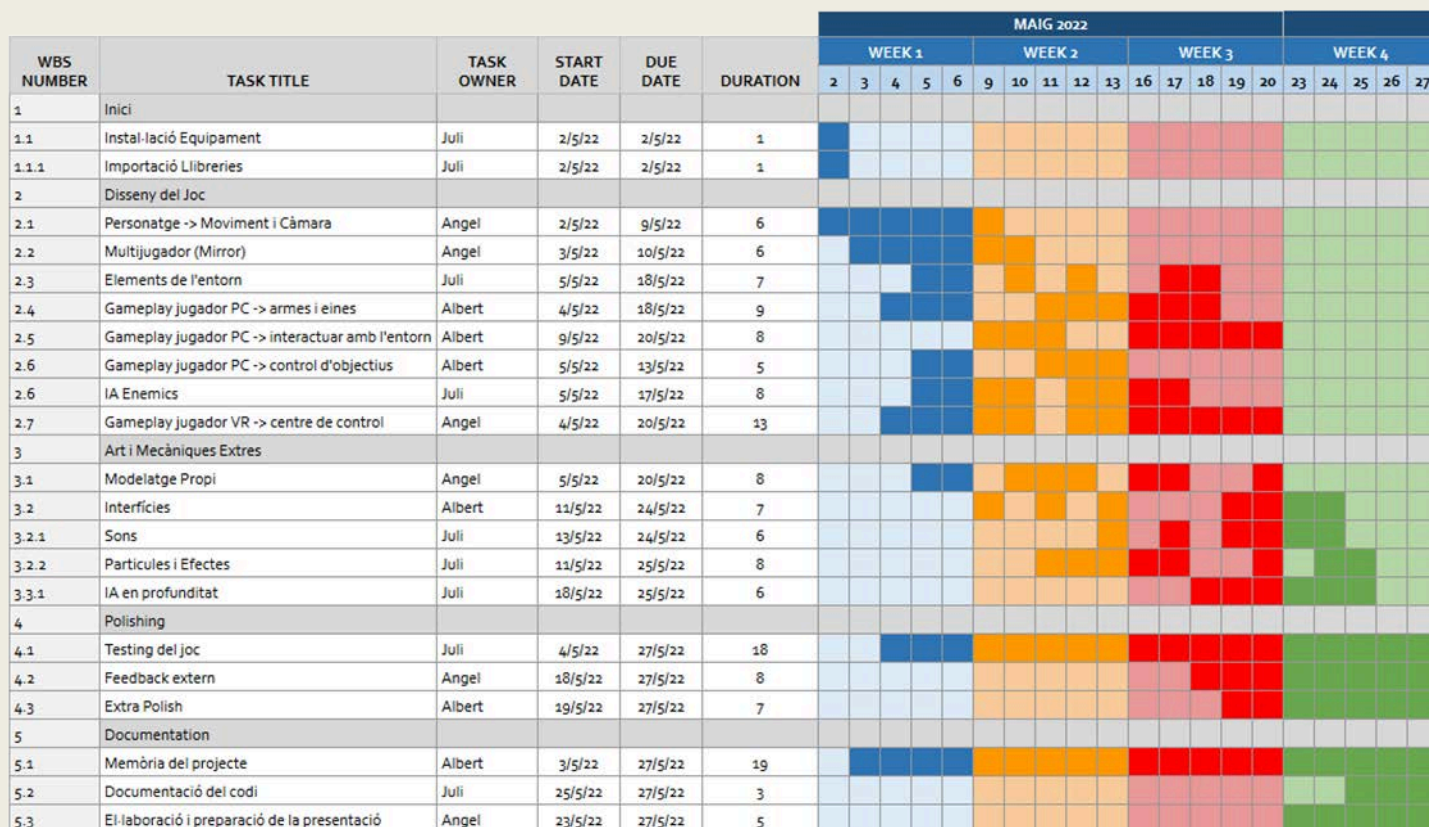 MAIG 2022
WBS NUMBER TASK TITLE TASK OWNER START DATE DUE DATE DURATION WEEK 1 WEEK 2 WEEK 3 WEEK 4
2 3 4 5 6 9 10 11 12 13 16 17 18 19 20 23 24 25 26 27
1 Inici
1.1 Instal·lació Equipament Juli 2/5/22 2/5/22 1
1.1.1 Importació Llibreries Juli 2/5/22 2/5/22 1
2 Disseny del Joc
2.1 Personatge -> Moviment i Càmara Angel 2/5/22 9/5/22 6
2.2 Multijugador (Mirror) Angel 3/5/22 10/5/22 6
2.3 Elements de l'entorn Juli 5/5/22 18/5/22 7
2.4 Gameplay jugador PC -> armes i eines Albert 4/5/22 18/5/22 9
2.5 Gameplay jugador PC -> interactuar amb l'entorn Albert 9/5/22 20/5/22 8
2.6 Gameplay jugador PC -> control d'objectius Albert 5/5/22 13/5/22 5
2.6 IA Enemics Juli 5/5/22 17/5/22 8
2.7 Gameplay jugador VR -> centre de control Angel 4/5/22 20/5/22 13
3 Art i Mecàniques Extres
3.1 Modelatge Propi Angel 5/5/22 20/5/22 8
3.2 Interfícies Albert 11/5/22 24/5/22 7
3.2.1 Sons Juli 13/5/22 24/5/22 6
3.2.2 Particules i Efectes Juli 11/5/22 25/5/22 8
3.3.1 IA en profunditat Juli 18/5/22 25/5/22 6
4 Polishing
4.1 Testing del joc Juli 4/5/22 27/5/22 18
4.2 Feedback extern Angel 18/5/22 27/5/22 8
4.3 Extra Polish Albert 19/5/22 27/5/22 7
5 Documentation
5.1 Memòria del projecte Albert 3/5/22 27/5/22 19
5.2 Documentació del codi Juli 25/5/22 27/5/22 3
5.3 El·laboració i preparació de la presentació Angel 23/5/22 27/5/22 5